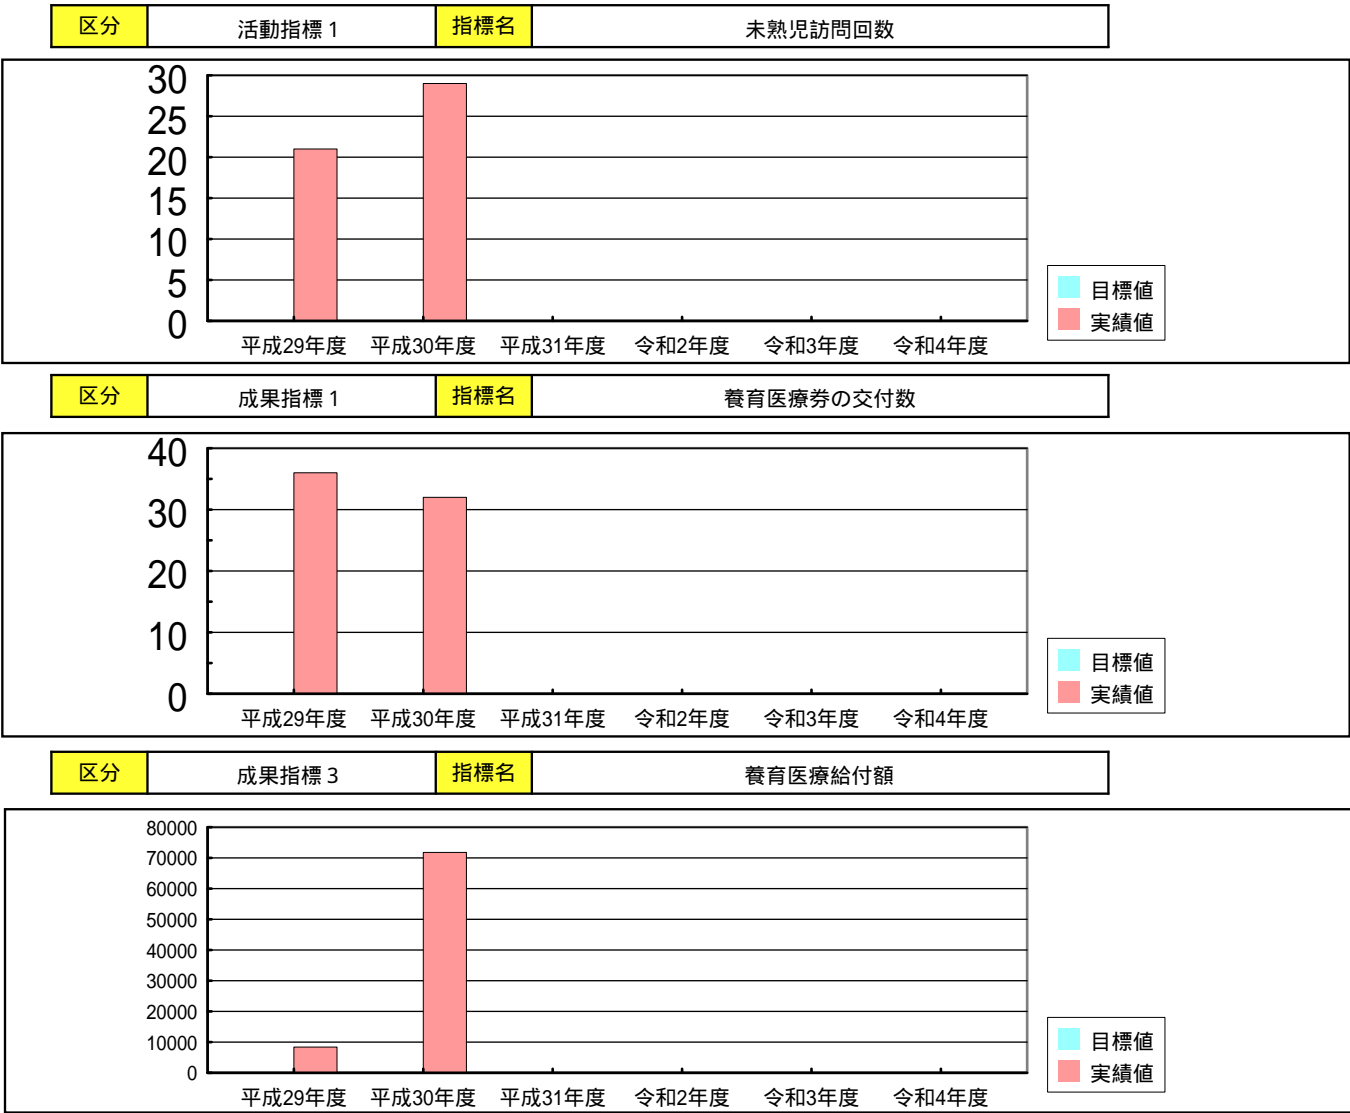 区分 活動指標1 指標名 未熟児訪問回数
30
25
20
15
10
5
0
平成29年度 平成30年度 平成31年度 令和2年度 令和3年度 令和4年度
目標値
実績値
区分 成果指標1 指標名 養育医療券の交付数
40
30
20
10
0
平成29年度 平成30年度 平成31年度 令和2年度 令和3年度 令和4年度
目標値
実績値
区分 成果指標3 指標名 養育医療給付額
80000
70000
60000
50000
40000
30000
20000
10000
0
平成29年度 平成30年度 平成31年度 令和2年度 令和3年度 令和4年度
目標値
実績値